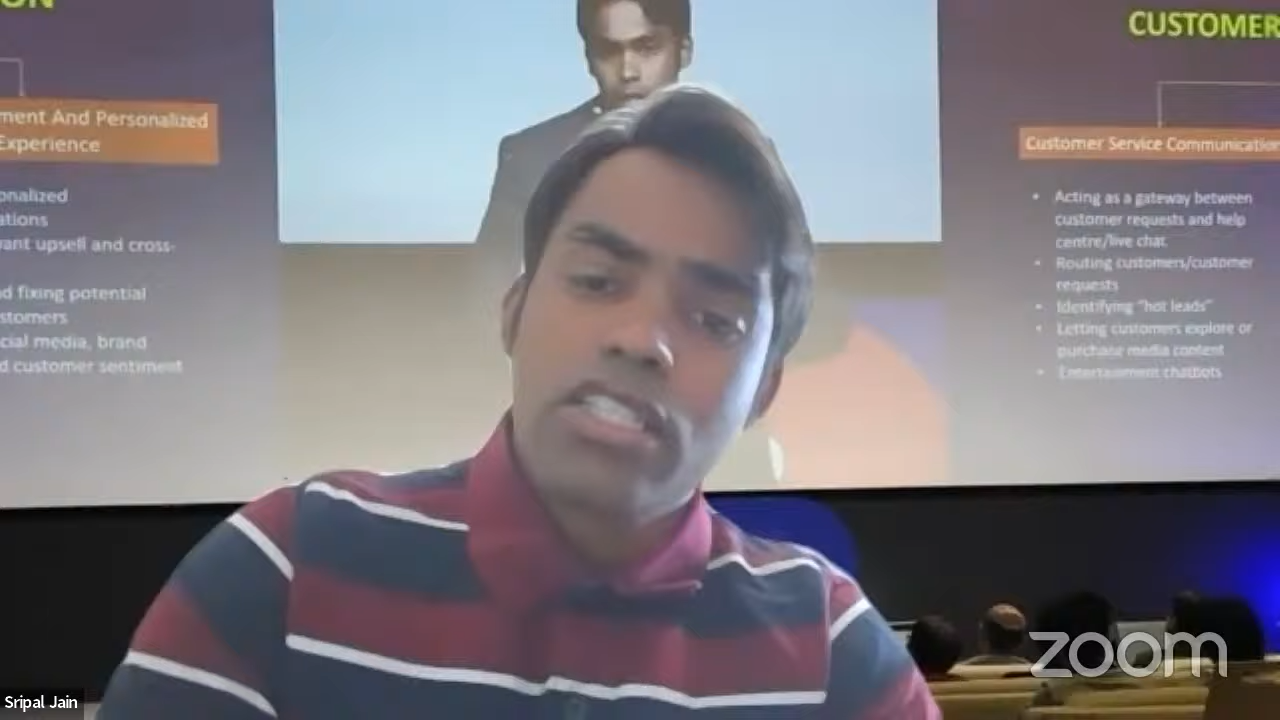 ON
ment And Personalized
Experience
onalized
ations
vant upsell and cross-
d fixing potential
stomers
cial media, brand
d customer sentiment
CUSTOMER
Customer Service Communication
• Acting as a gateway between
customer requests and help
centre/live chat
• Routing customers/customer
requests
• Identifying "hot leads"
• Letting customers explore or
purchase media content
• Entertainment chatbots
zoom
Sripal Jain